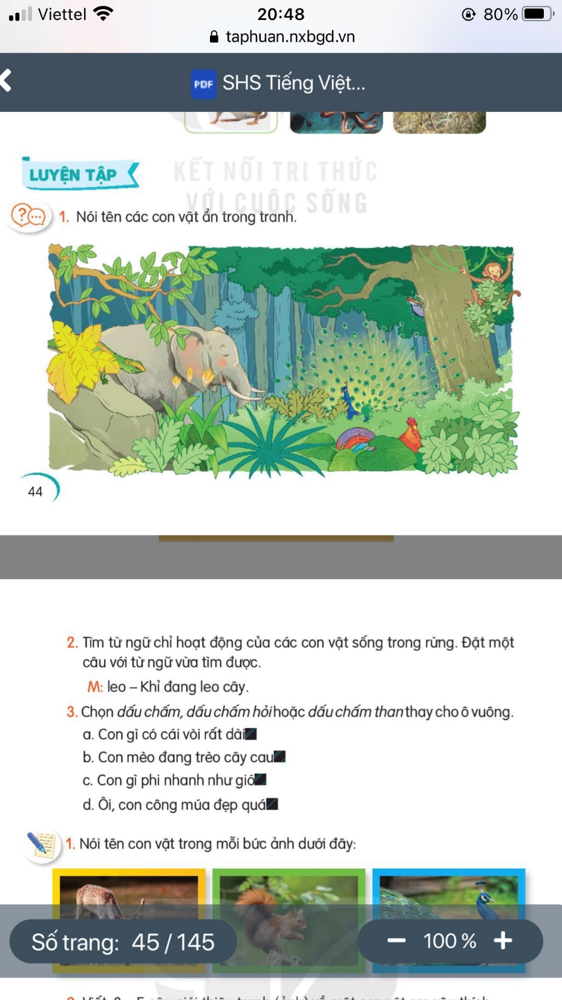 Viettel 20:48 80%
taphuan.nxbgd.vn
PDF SHS Tiếng Việt...
LUYỆN TẬP
KẾT NỐI TRI THỨC
VỚI CUỘC SỐNG
1. Nói tên các con vật ẩn trong tranh.
44
2. Tìm từ ngữ chỉ hoạt động của các con vật sống trong rừng. Đặt một
câu với từ ngữ vừa tìm được.
M: leo – Khỉ đang leo cây.
3. Chọn dấu chấm, dấu chấm hỏi hoặc dấu chấm than thay cho ô vuông.
a. Con gì có cái vòi rất dài
b. Con mèo đang trèo cây cau
c. Con gì phi nhanh như gió
d. Ôi, con công múa đẹp quá
1. Nói tên con vật trong mỗi bức ảnh dưới đây:
Số trang: 45 / 145
100 %